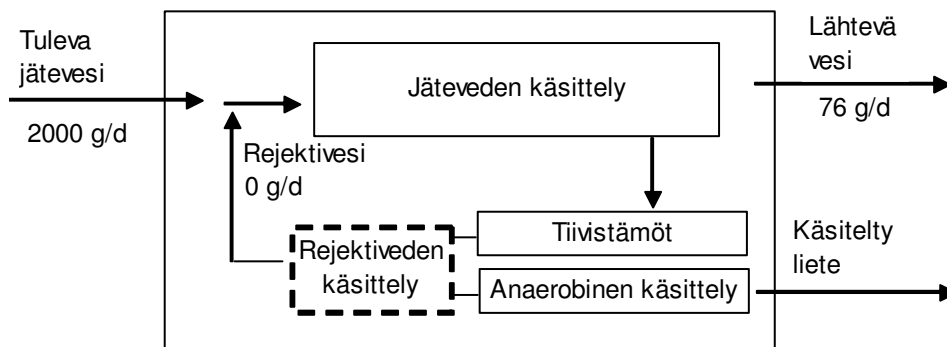 Tuleva
jätevesi
2000 g/d
Jäteveden käsittely
Lähtevä
vesi
76 g/d
Rejektivesi
0 g/d
Rejektiveden
käsittely
Tiivistämöt
Anaerobinen käsittely
Käsitelty
liete